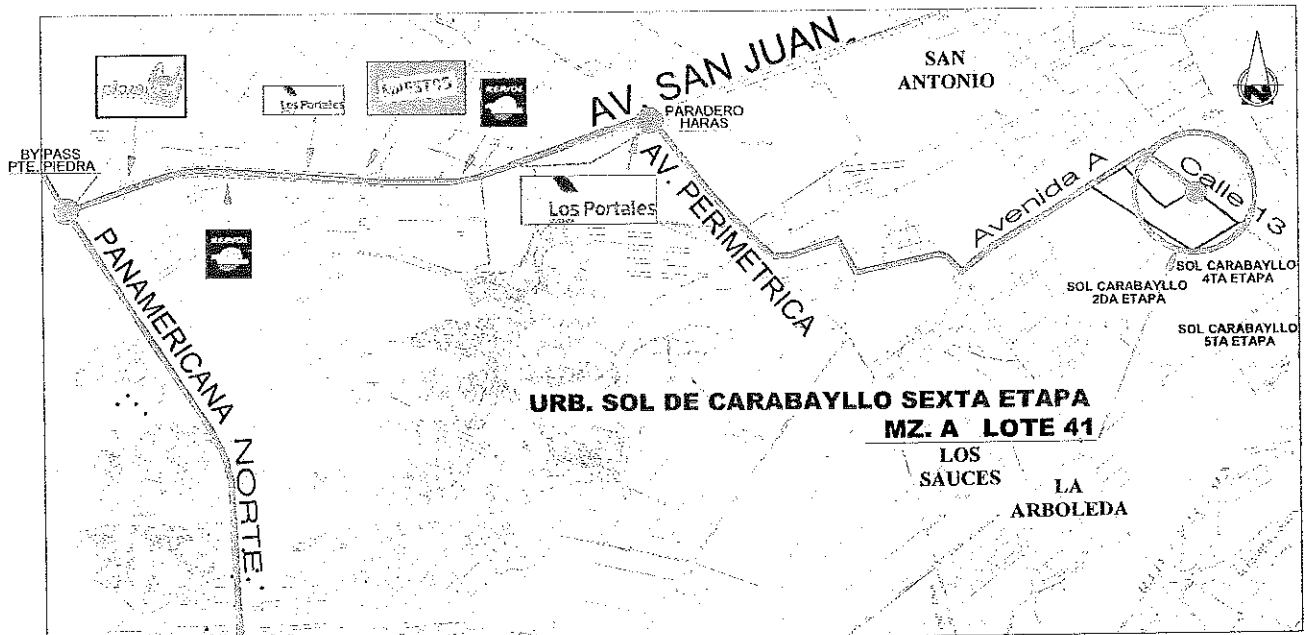 AV. SAN JUAN.
SAN
ANTONIO
N
Los Portales
PARADERO
HARAS
BY PASS
PTE. PIEDRA
Los Portales
AV. PERIMETRICA
Avenida A
Calle 13
SOL CARABAYLLO
4TA ETAPA
SOL CARABAYLLO
2DA ETAPA
SOL CARABAYLLO
5TA ETAPA
PANAMERICANA NORTE.
URB. SOL DE CARABAYLLO SEXTA ETAPA
MZ. A LOTE 41
LOS
SAUCES
LA
ARBOLEDA